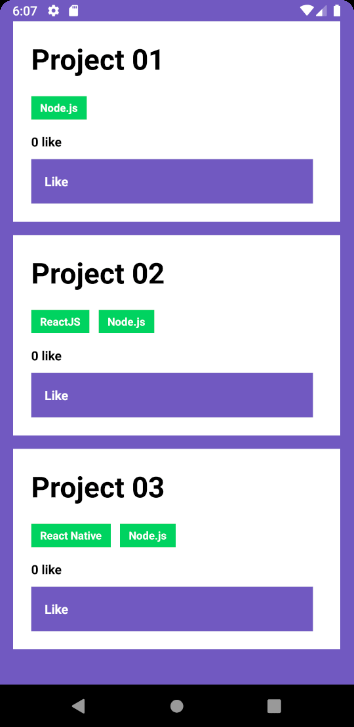 6:07
Project 01
Node.js
0 like
Like
Project 02
ReactJS Node.js
0 like
Like
Project 03
React Native Node.js
0 like
Like